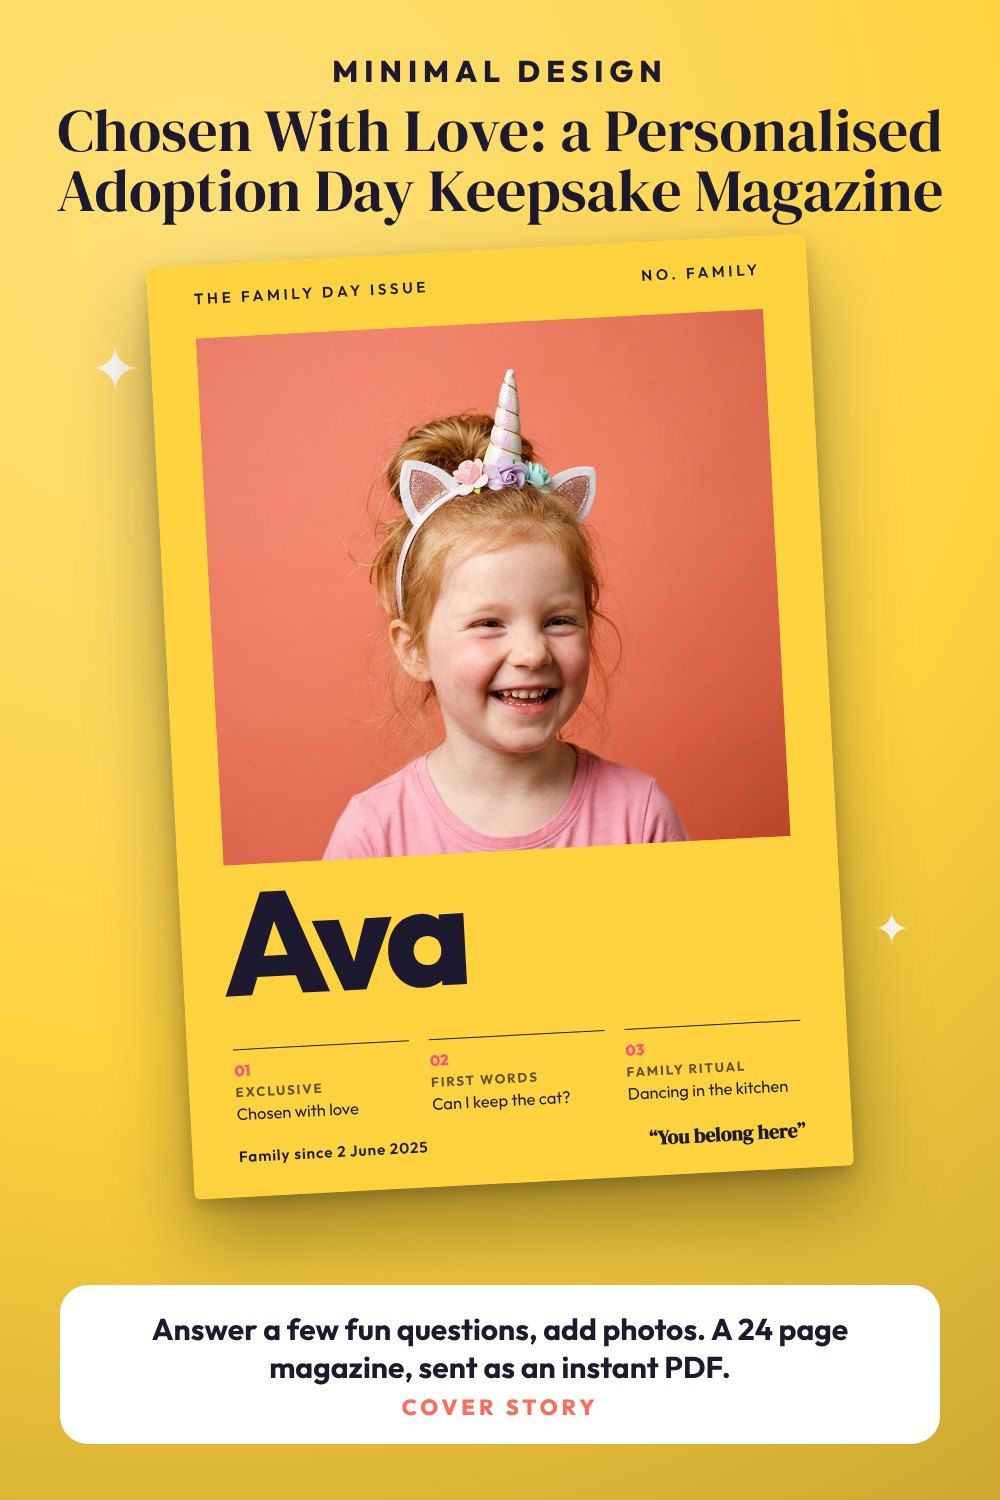 MINIMAL DESIGN
Chosen With Love: a Personalised
Adoption Day Keepsake Magazine
THE FAMILY DAY ISSUE
NO. FAMILY
Ava
01
EXCLUSIVE
Chosen with love
02
FIRST WORDS
Can I keep the cat?
03
FAMILY RITUAL
Dancing in the kitchen
Family since 2 June 2025
“You belong here”
Answer a few fun questions, add photos. A 24 page
magazine, sent as an instant PDF.
COVER STORY